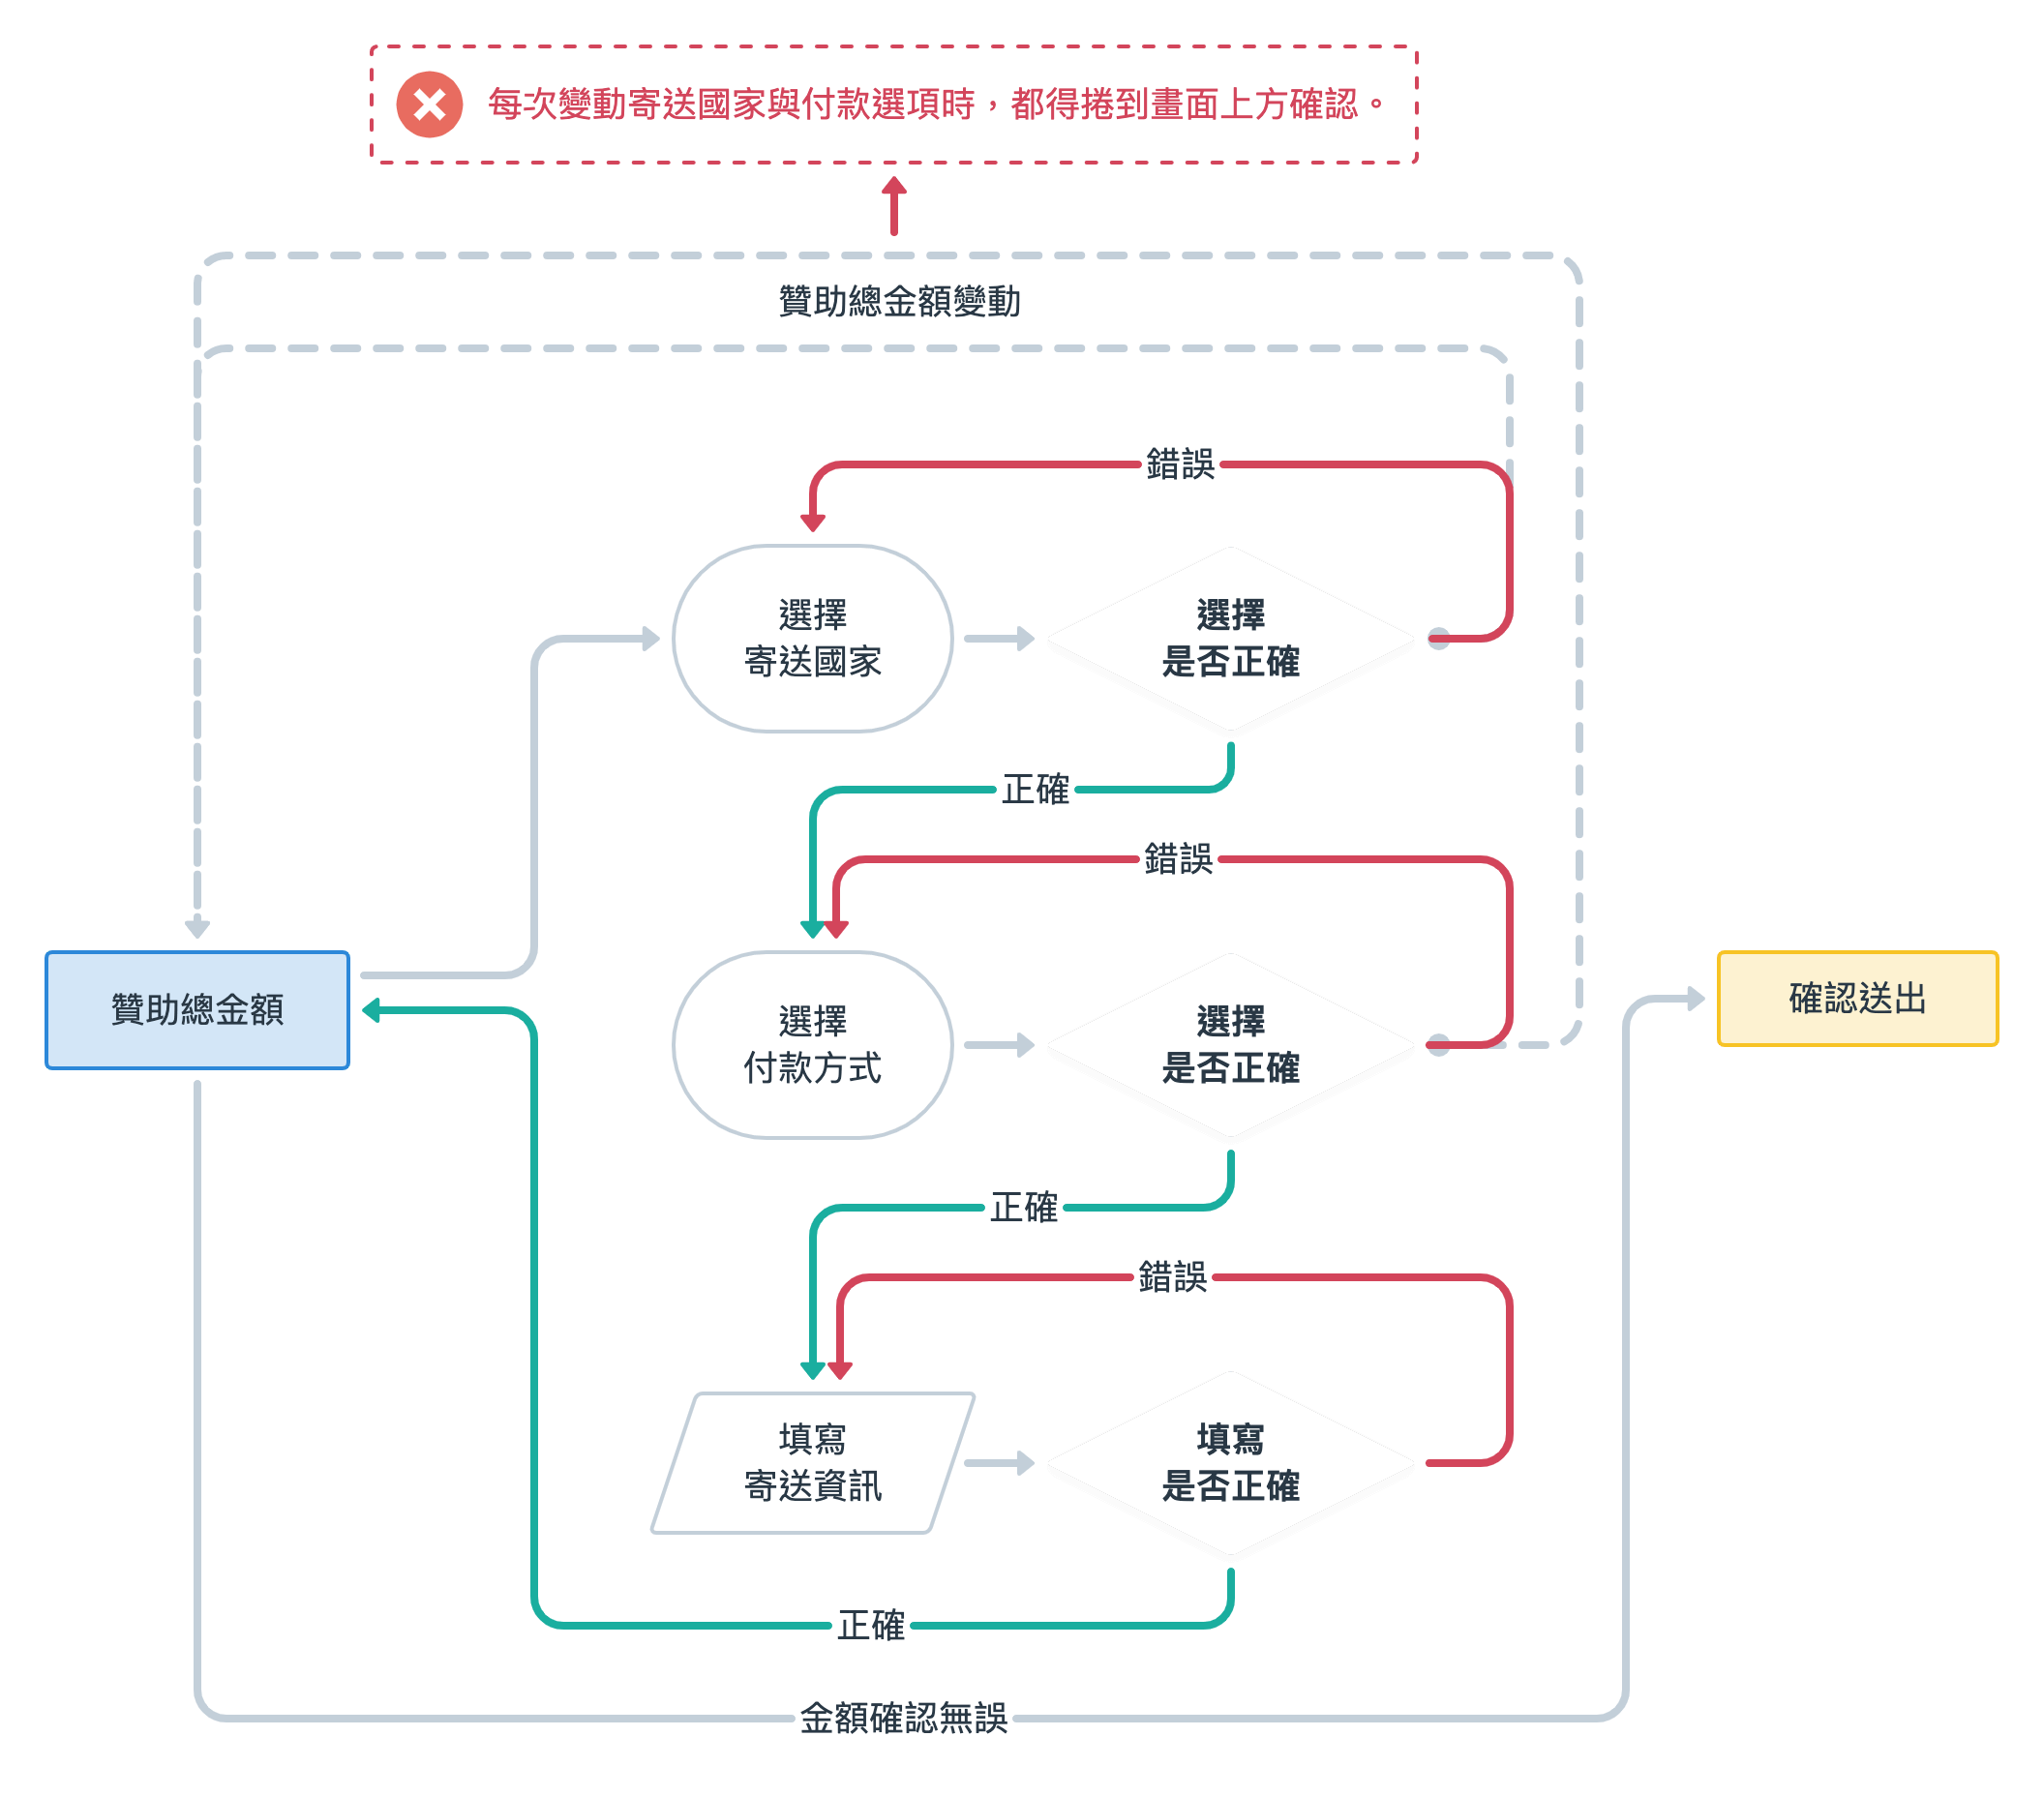 每次變動寄送國家與付款選項時，都得捲到畫面上方確認。
贊助總金額變動
錯誤
選擇
寄送國家
選擇
是否正確
正確
錯誤
贊助總金額
選擇
付款方式
選擇
是否正確
確認送出
正確
錯誤
填寫
寄送資訊
填寫
是否正確
正確
金額確認無誤